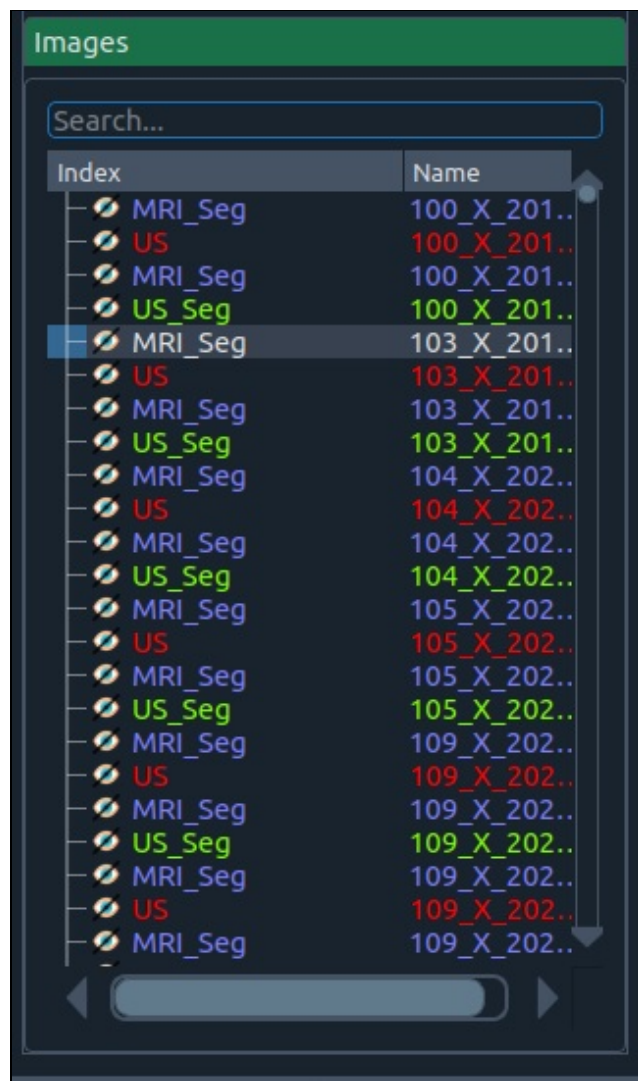 Images
Search...
Index Name
MRI_Seg 100_X_201..
US 100_X_201..
MRI_Seg 100_X_201..
US_Seg 100_X_201..
MRI_Seg 103_X_201..
US 103_X_201..
MRI_Seg 103_X_201..
US_Seg 103_X_201..
MRI_Seg 104_X_202..
US 104_X_202..
MRI_Seg 104_X_202..
US_Seg 104_X_202..
MRI_Seg 105_X_202..
US 105_X_202..
MRI_Seg 105_X_202..
US_Seg 105_X_202..
MRI_Seg 109_X_202..
US 109_X_202..
MRI_Seg 109_X_202..
US_Seg 109_X_202..
MRI_Seg 109_X_202..
US 109_X_202..
MRI_Seg 109_X_202..